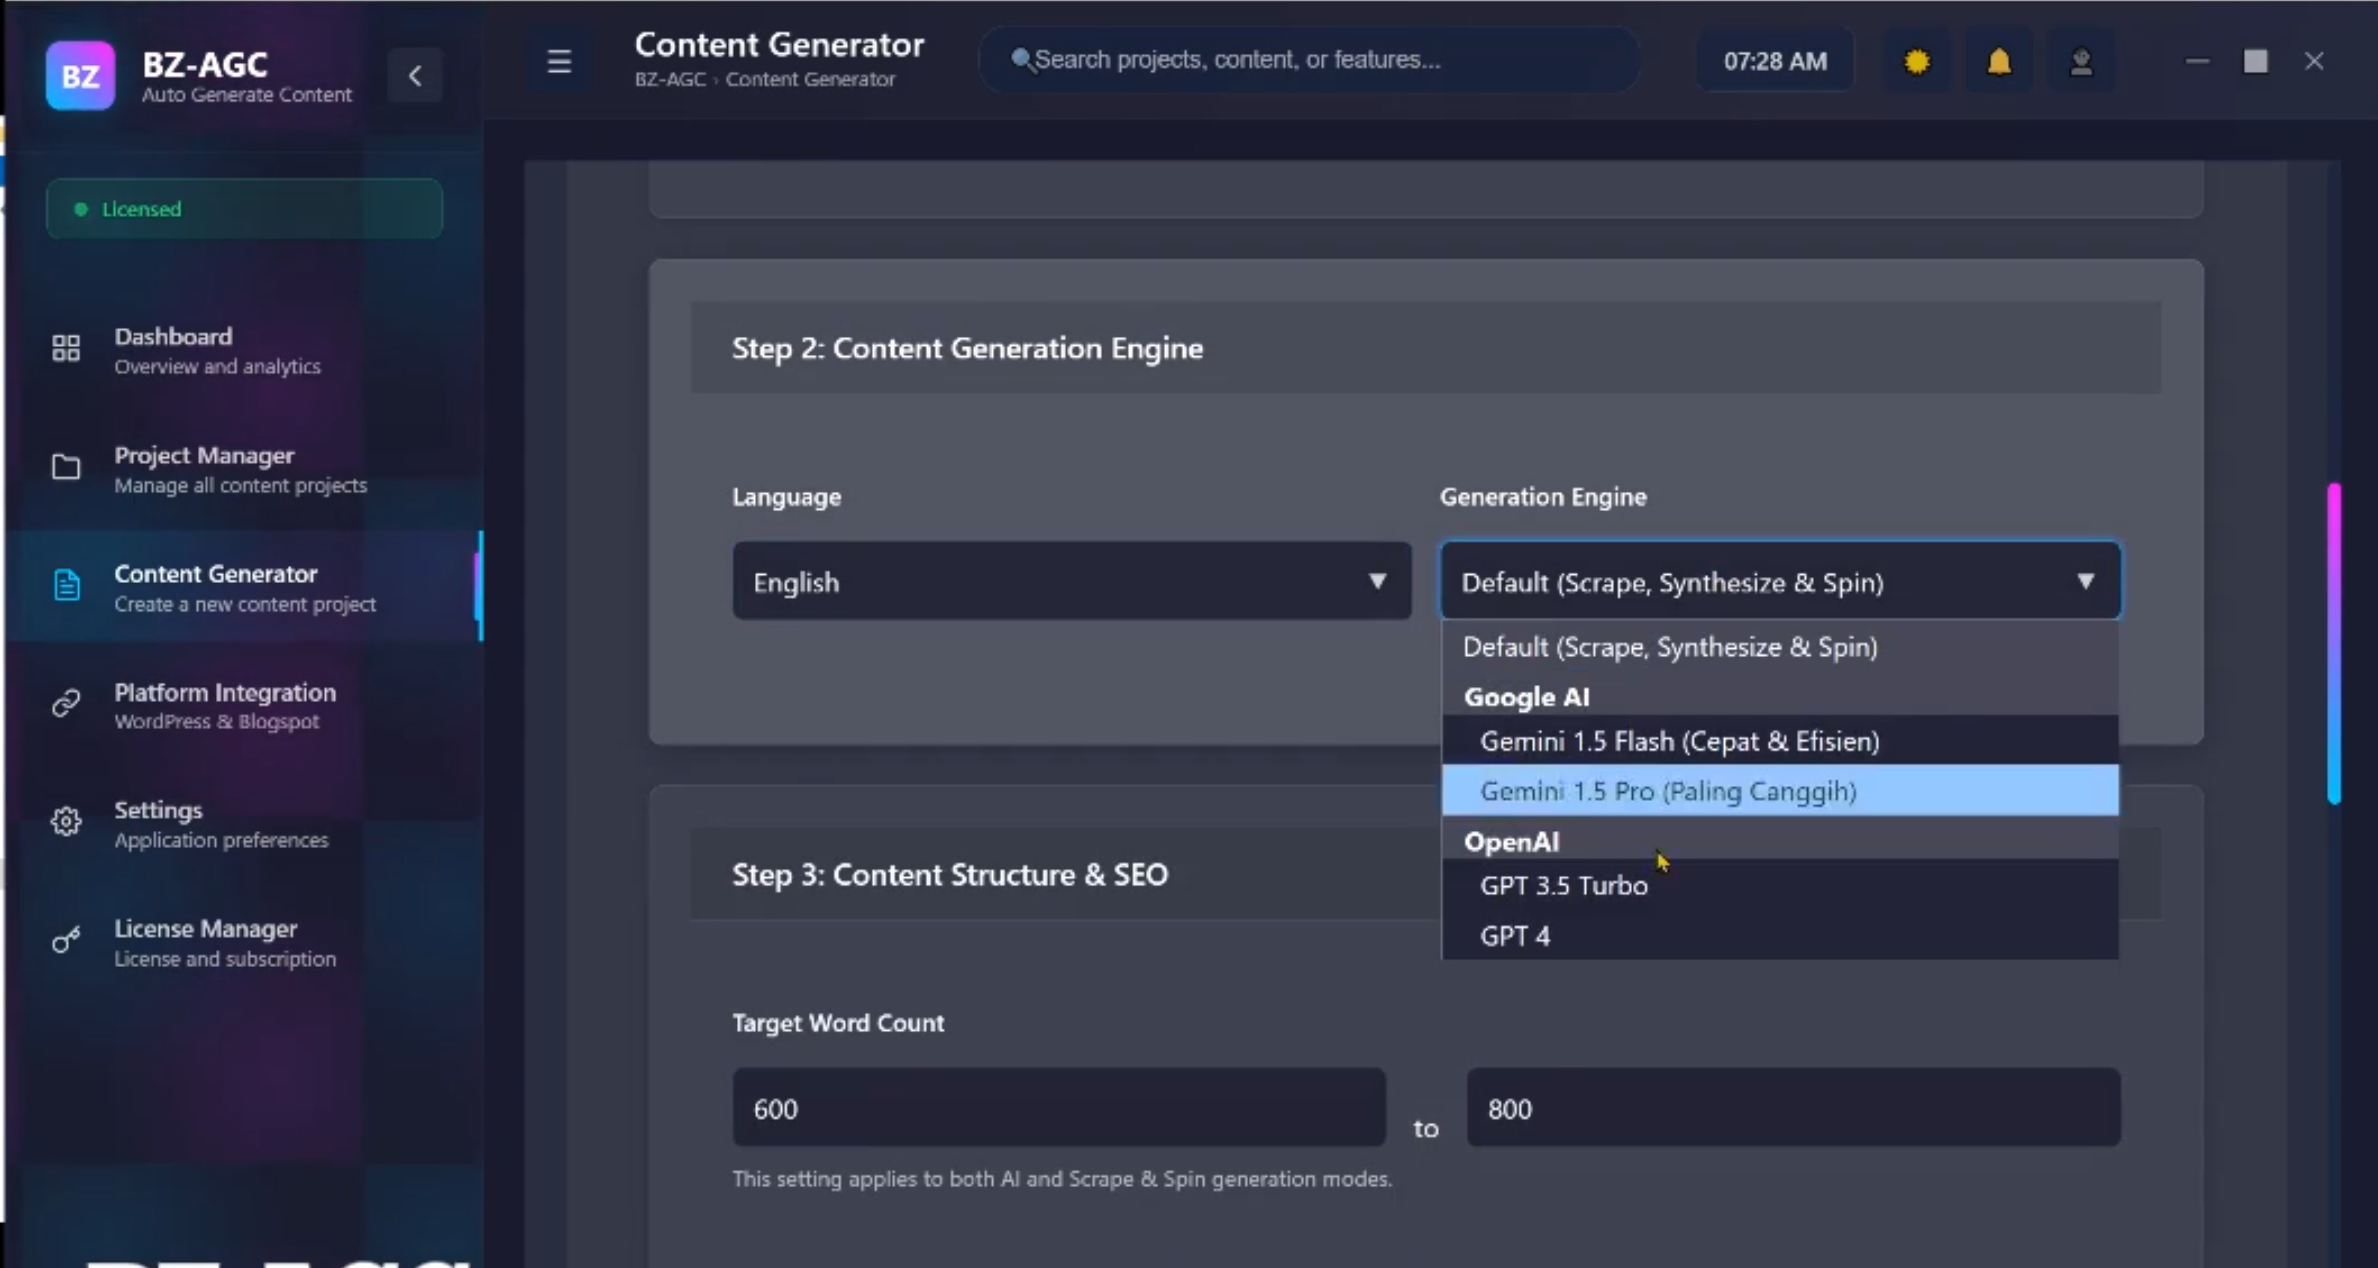 BZ
BZ-AGC
Auto Generate Content
Licensed
Dashboard
Overview and analytics
Project Manager
Manage all content projects
Content Generator
Create a new content project
Platform Integration
WordPress & Blogspot
Settings
Application preferences
License Manager
License and subscription
Content Generator
BZ-AGC › Content Generator
Search projects, content, or features...
07:28 AM
Step 2: Content Generation Engine
Language
English
Generation Engine
Default (Scrape, Synthesize & Spin)
Default (Scrape, Synthesize & Spin)
Google AI
Gemini 1.5 Flash (Cepat & Efisien)
Gemini 1.5 Pro (Paling Canggih)
OpenAI
GPT 3.5 Turbo
GPT 4
Step 3: Content Structure & SEO
Target Word Count
600
to
800
This setting applies to both AI and Scrape & Spin generation modes.